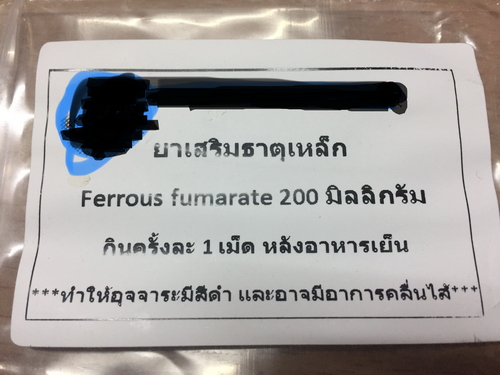 ยาเสริมธาตุเหล็ก
Ferrous fumarate 200 มิลลิกรัม
กินครั้งละ 1 เม็ด หลังอาหารเย็น
***ทำให้อุจจาระมีสีดำ และอาจมีอาการคลื่นไส้***